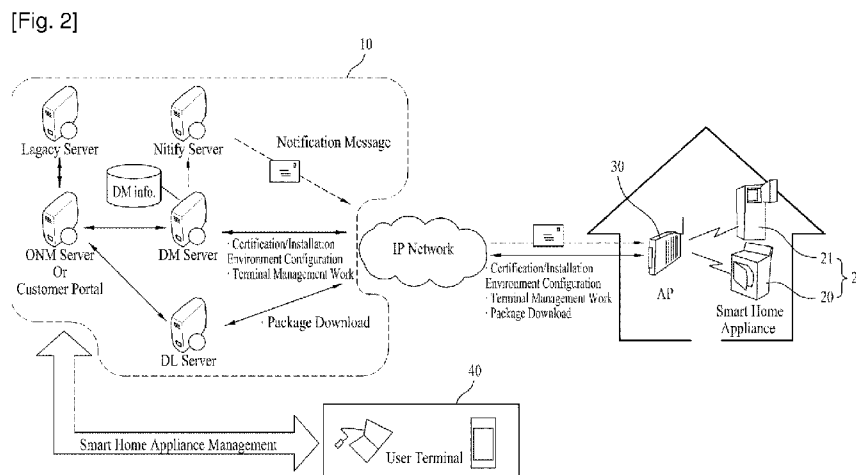 [Fig. 2]
10
Lagacy Server
Nitify Server
Notification Message
DM info.
ONM Server
Or
Customer Portal
DM Server
· Certification/Installation
Environment Configuration
· Terminal Management Work
DL Server
· Package Download
IP Network
· Certification/Installation
Environment Configuration
· Terminal Management Work
· Package Download
30
AP
21
20
2
Smart Home
Appliance
Smart Home Appliance Management
40
User Terminal